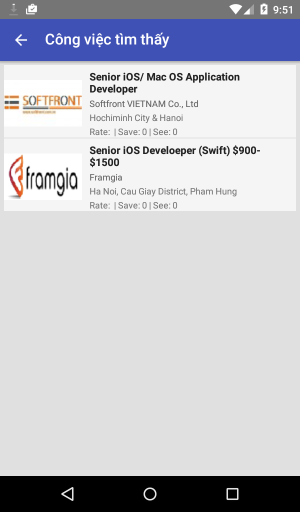 9:51
Công việc tìm thấy
Senior iOS/ Mac OS Application
Developer
SOFTFRONT
Softfront VIETNAM Co., Ltd
Hochiminh City & Hanoi
Rate: | Save: 0 | See: 0
Senior iOS Develoeper (Swift) $900-
$1500
framgia
Framgia
Ha Noi, Cau Giay District, Pham Hung
Rate: | Save: 0 | See: 0